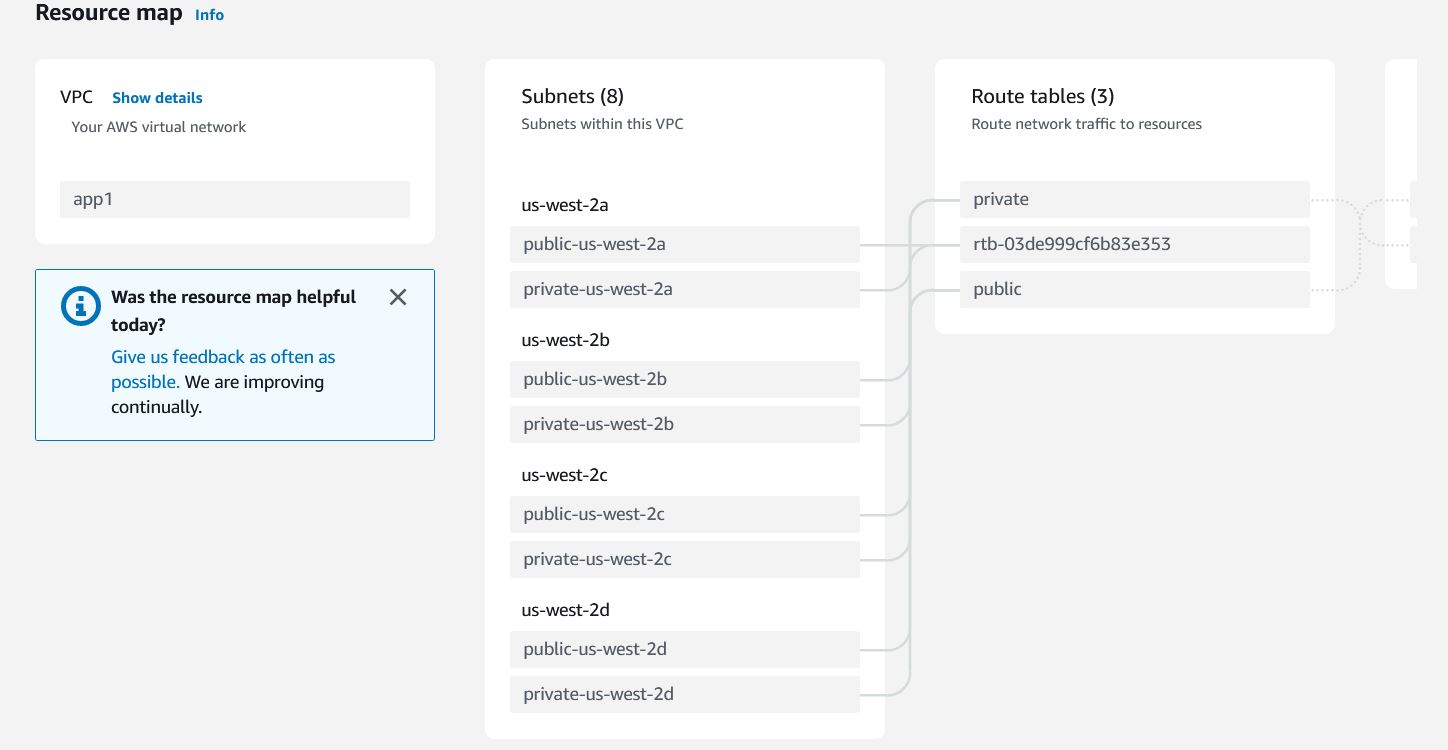 Resource map Info
VPC Show details
Your AWS virtual network
app1
Was the resource map helpful
today?
Give us feedback as often as
possible. We are improving
continually.
Subnets (8)
Subnets within this VPC
us-west-2a
public-us-west-2a
private-us-west-2a
us-west-2b
public-us-west-2b
private-us-west-2b
us-west-2c
public-us-west-2c
private-us-west-2c
us-west-2d
public-us-west-2d
private-us-west-2d
Route tables (3)
Route network traffic to resources
private
rtb-03de999cf6b83e353
public